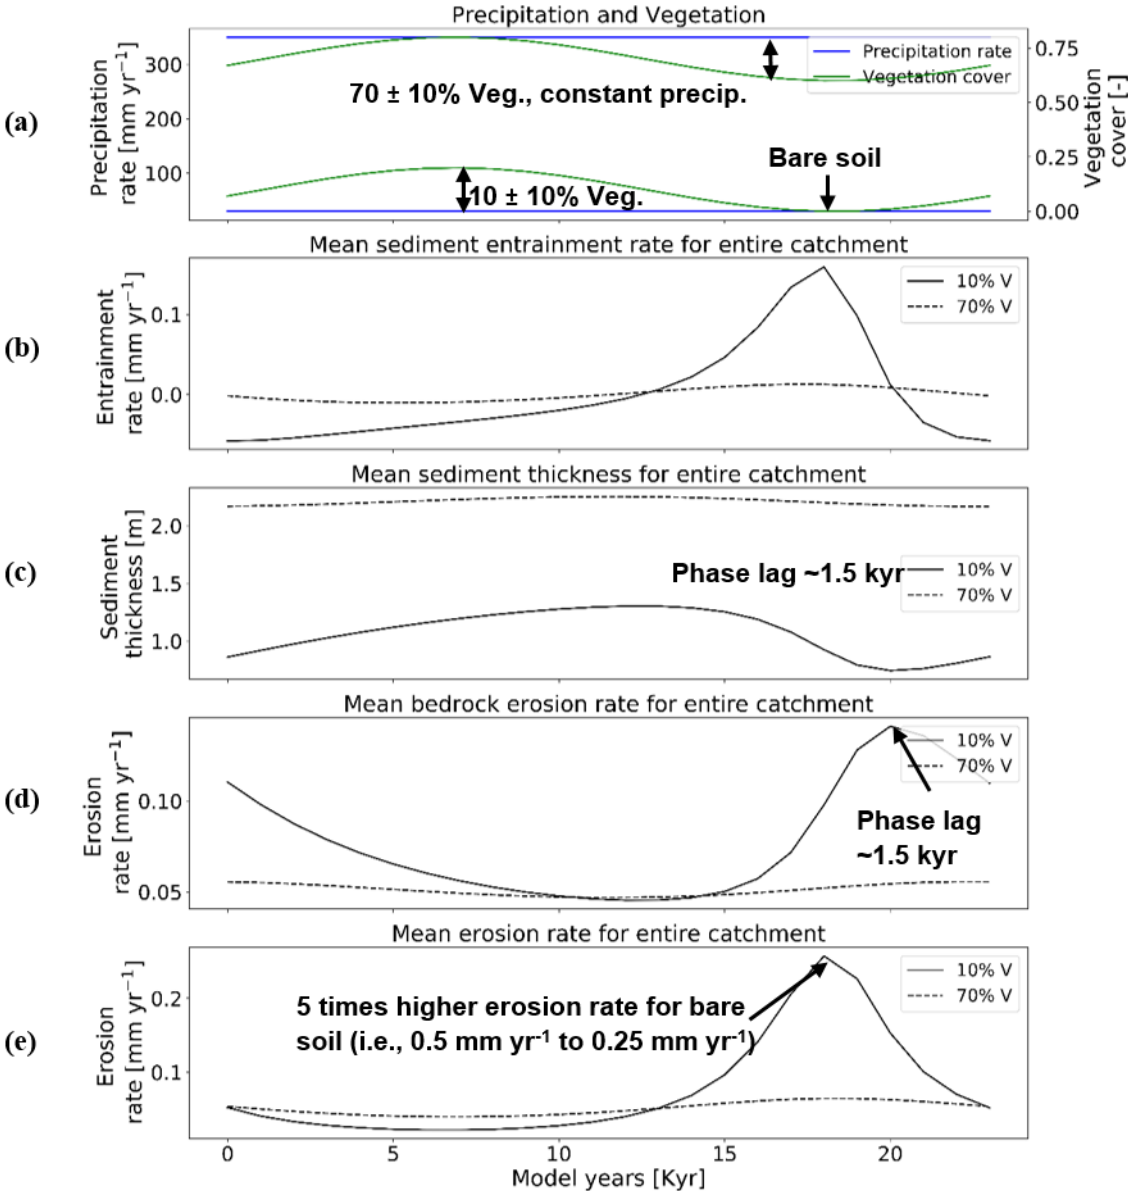 Precipitation and Vegetation
(a)
Precipitation
rate [mm yr⁻¹]
300
200
100
Precipitation rate
Vegetation cover
70 ± 10% Veg., constant precip.
Bare soil
10 ± 10% Veg.
0.75
0.50
0.25
0.00
Vegetation
cover [-]
Mean sediment entrainment rate for entire catchment
(b)
Entrainment
rate [mm yr⁻¹]
0.1
0.0
10% V
70% V
Mean sediment thickness for entire catchment
(c)
Sediment
thickness [m]
2.0
1.5
1.0
Phase lag ~1.5 kyr
10% V
70% V
Mean bedrock erosion rate for entire catchment
(d)
Erosion
rate [mm yr⁻¹]
0.10
0.05
10% V
70% V
Phase lag
~1.5 kyr
Mean erosion rate for entire catchment
(e)
Erosion
rate [mm yr⁻¹]
0.2
0.1
10% V
70% V
5 times higher erosion rate for bare
soil (i.e., 0.5 mm yr⁻¹ to 0.25 mm yr⁻¹)
0 5 10 15 20
Model years [Kyr]